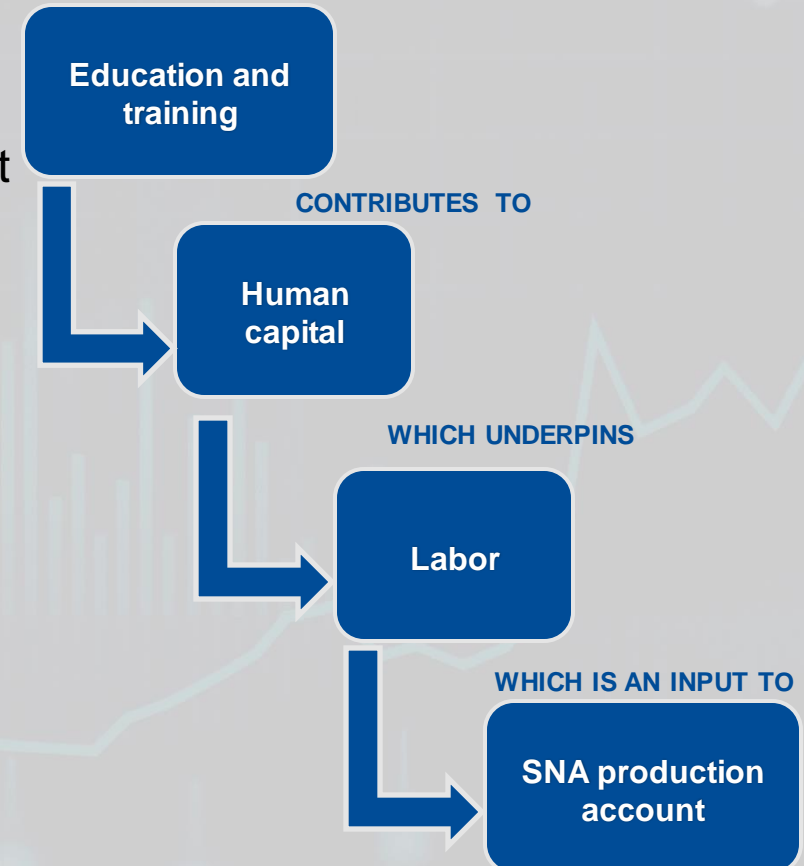 Education and
training
t
CONTRIBUTES TO
Human
capital
WHICH UNDERPINS
Labor
WHICH IS AN INPUT TO
SNA production
account